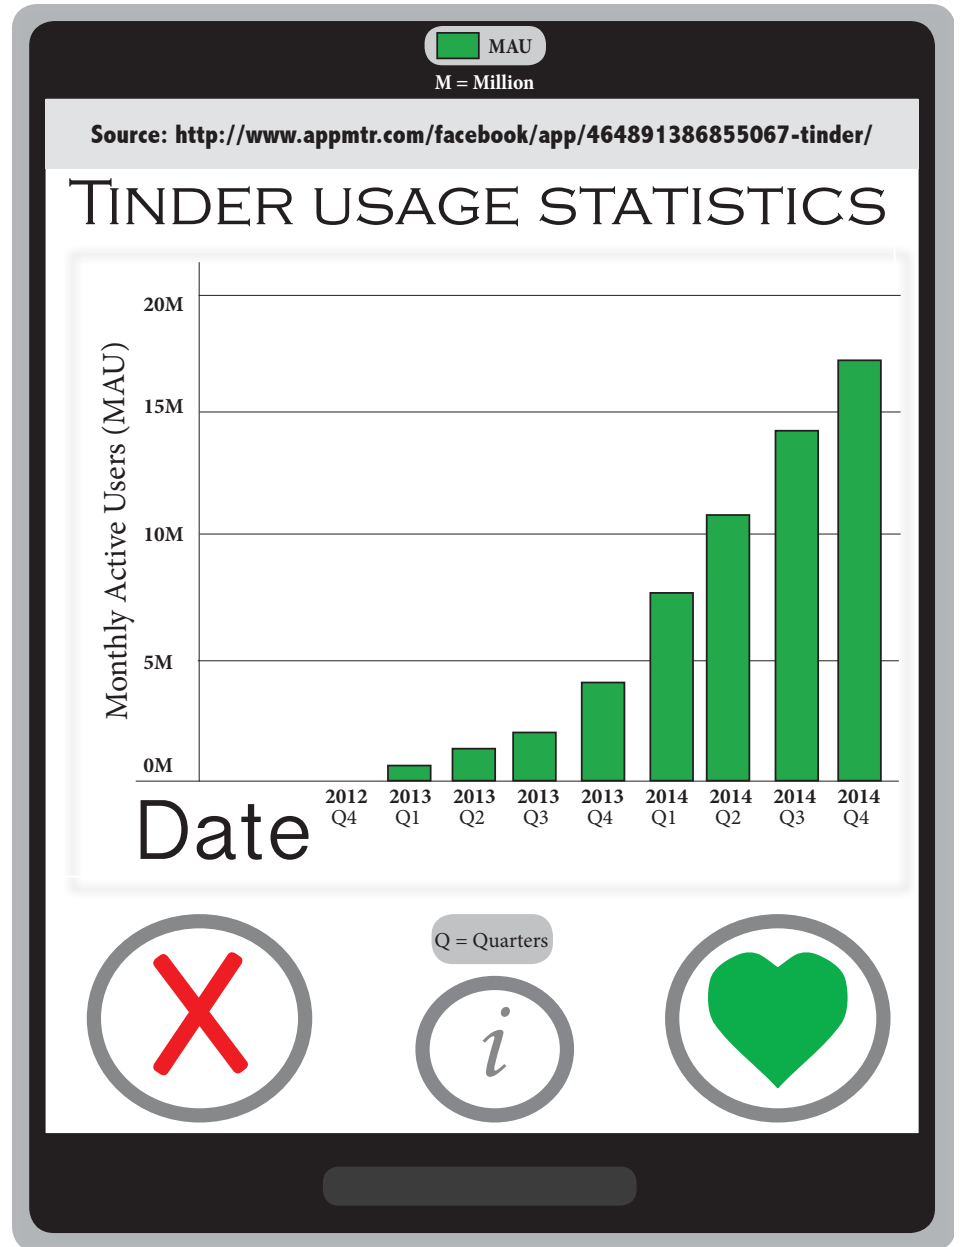 MAU
M = Million
Source: http://www.appmtr.com/facebook/app/464891386855067-tinder/
TINDER USAGE STATISTICS
Monthly Active Users (MAU)
20M
15M
10M
5M
0M
Date
2012 2013 2013 2013 2013 2014 2014 2014 2014
Q4 Q1 Q2 Q3 Q4 Q1 Q2 Q3 Q4
Q = Quarters
i